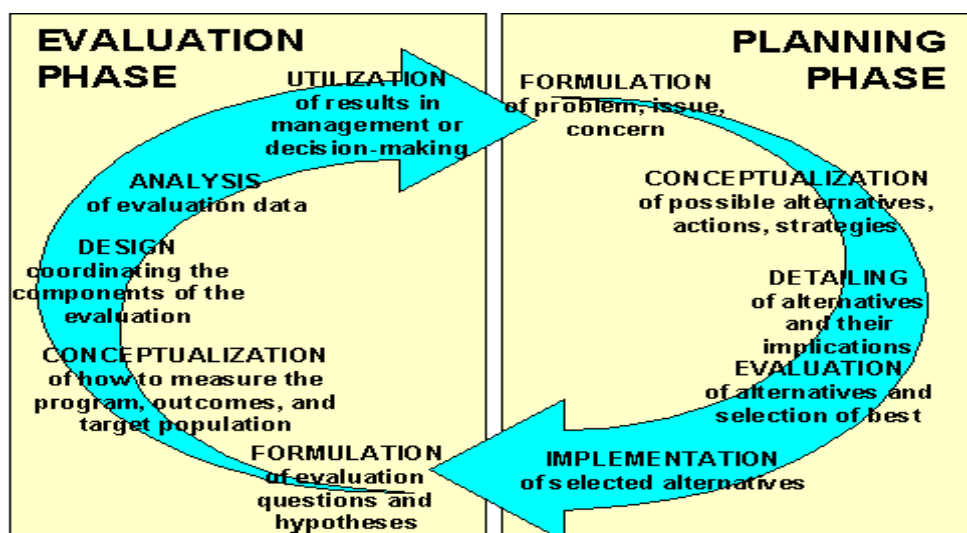 EVALUATION
PHASE
UTILIZATION
of results in
management or
decision-making
ANALYSIS
of evaluation data
DESIGN
coordinating the
components of the
evaluation
CONCEPTUALIZATION
of how to measure the
program, outcomes, and
target population
FORMULATION
of evaluation
questions and
hypotheses
PLANNING
PHASE
FORMULATION
of problem, issue,
concern
CONCEPTUALIZATION
of possible alternatives,
actions, strategies
DETAILING
of alternatives
and their
implications
EVALUATION
of alternatives and
selection of best
IMPLEMENTATION
of selected alternatives